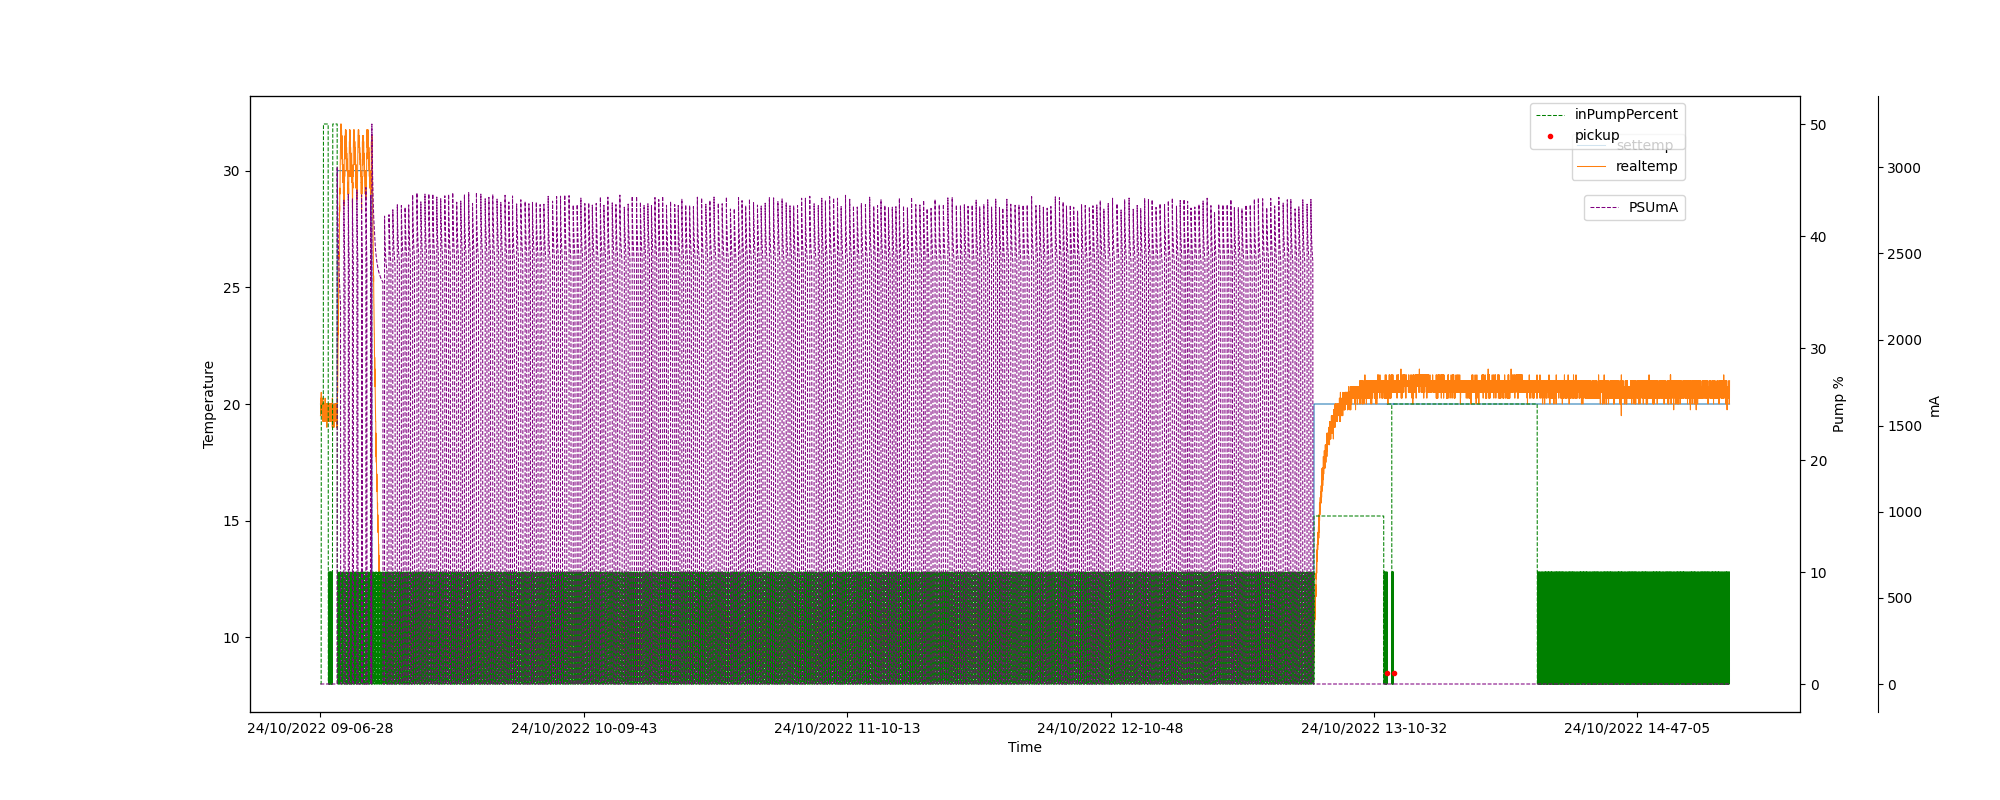 inPumpPercent
pickup
settemp
realtemp
PSUmA
Temperature
30
25
20
15
10
50
40
30
20
10
0
Pump %
3000
2500
2000
1500
1000
500
0
mA
24/10/2022 09-06-28
24/10/2022 10-09-43
24/10/2022 11-10-13
24/10/2022 12-10-48
24/10/2022 13-10-32
24/10/2022 14-47-05
Time